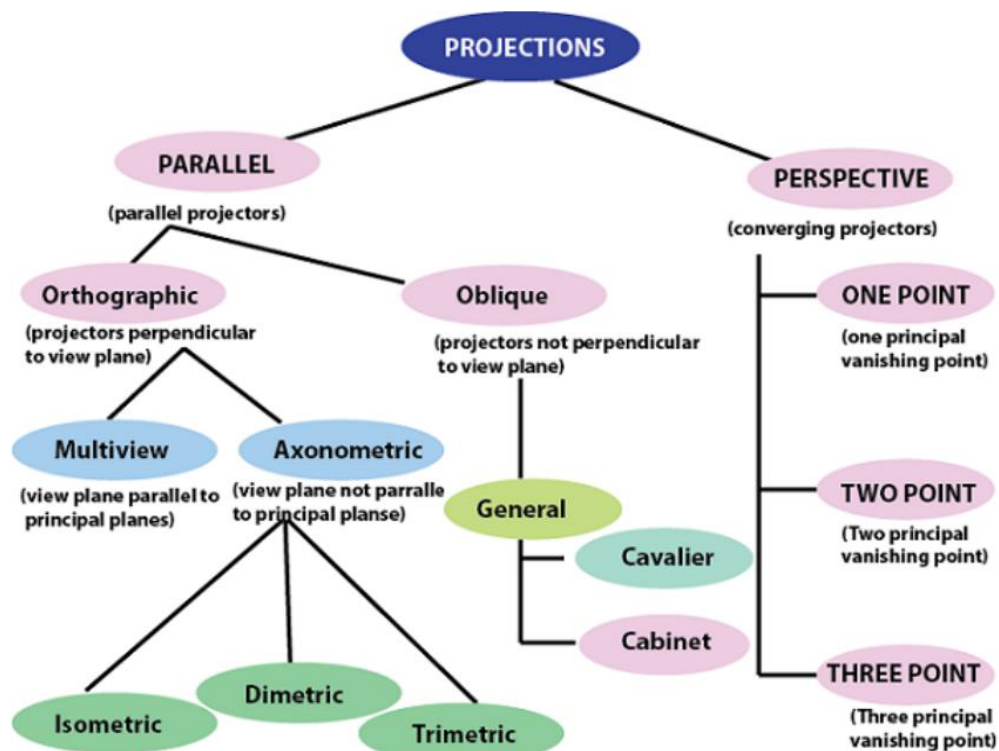 PROJECTIONS
PARALLEL
(parallel projectors)
PERSPECTIVE
(converging projectors)
Orthographic
(projectors perpendicular
to view plane)
Oblique
(projectors not perpendicular
to view plane)
ONE POINT
(one principal
vanishing point)
Multiview
(view plane parallel to
principal planes)
Axonometric
(view plane not parralle
to principal planse)
General
Cavalier
Cabinet
TWO POINT
(Two principal
vanishing point)
Isometric
Dimetric
Trimetric
THREE POINT
(Three principal
vanishing point)